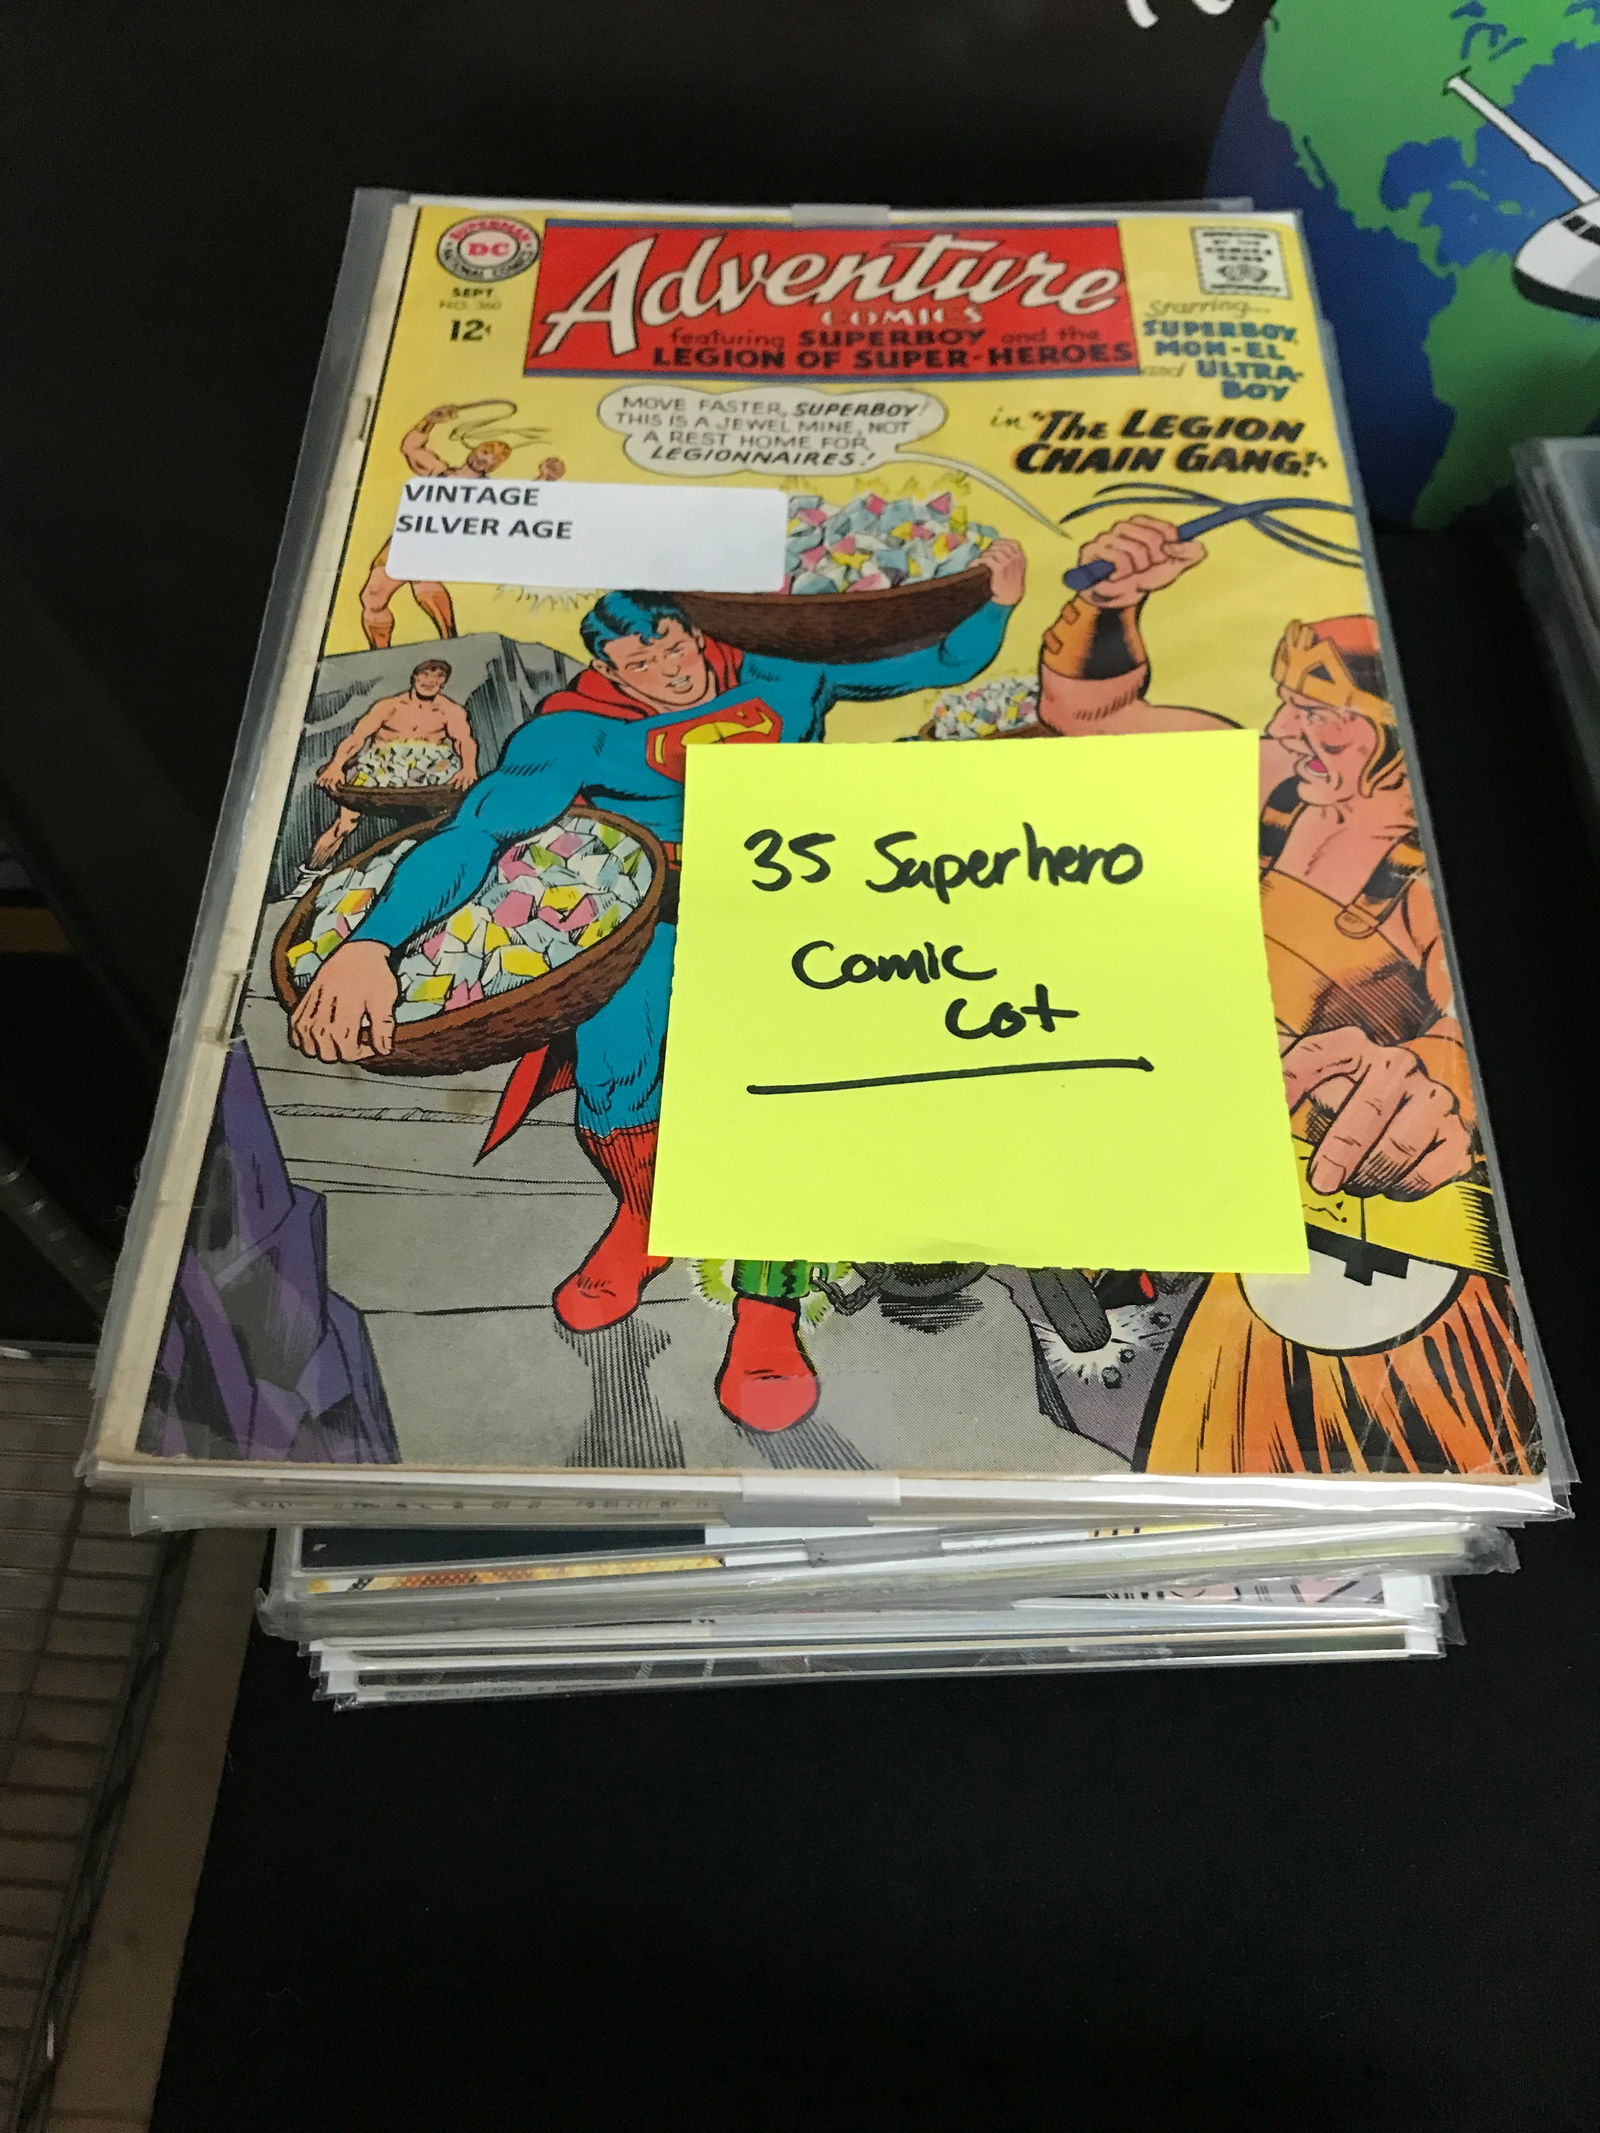 SUPERMAN
DC
NATIONAL COMICS
SEPT.
NO. 360
12¢
Adventure
COMICS
featuring SUPERBOY and the
LEGION OF SUPER-HEROES
APPROVED
BY THE
COMICS
CODE
AUTHORITY
Starring...
SUPERBOY,
MON-EL
and ULTRA-
BOY
in "THE LEGION
CHAIN GANG!"
MOVE FASTER, SUPERBOY!
THIS IS A JEWEL MINE, NOT
A REST HOME FOR
LEGIONNAIRES!
VINTAGE
SILVER AGE
35 Superhero
Comic
Lot